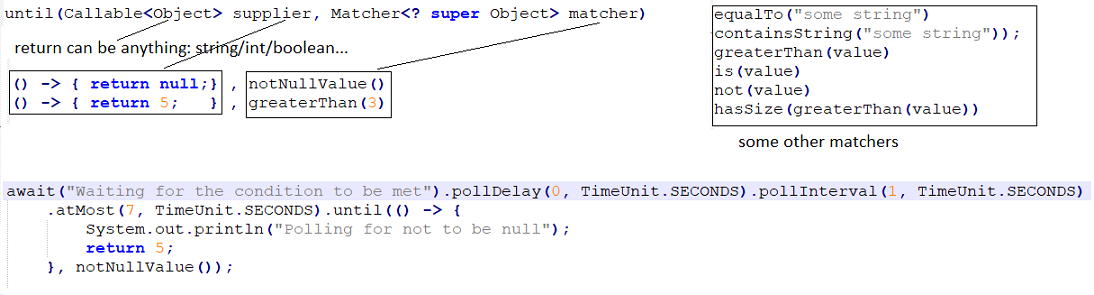 until(Callable<Object> supplier, Matcher<? super Object> matcher)
return can be anything: string/int/boolean...
() -> { return null;} , notNullValue()
() -> { return 5; } , greaterThan(3)
equalTo("some string")
containsString("some string"));
greaterThan(value)
is(value)
not(value)
hasSize(greaterThan(value))
some other matchers
await("Waiting for the condition to be met").pollDelay(0, TimeUnit.SECONDS).pollInterval(1, TimeUnit.SECONDS)
.atMost(7, TimeUnit.SECONDS).until(() -> {
System.out.println("Polling for not to be null");
return 5;
}, notNullValue());